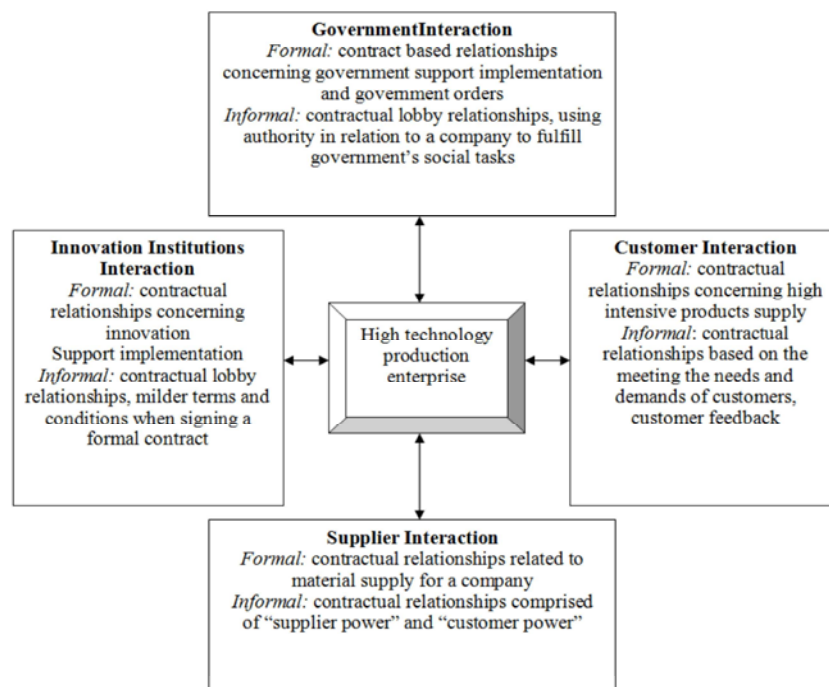 GovernmentInteraction
Formal: contract based relationships
concerning government support implementation
and government orders
Informal: contractual lobby relationships, using
authority in relation to a company to fulfill
government’s social tasks
Innovation Institutions
Interaction
Formal: contractual
relationships concerning
innovation
Support implementation
Informal: contractual lobby
relationships, milder terms and
conditions when signing a
formal contract
High technology
production
enterprise
Customer Interaction
Formal: contractual
relationships concerning high
intensive products supply
Informal: contractual
relationships based on the
meeting the needs and
demands of customers,
customer feedback
Supplier Interaction
Formal: contractual relationships related to
material supply for a company
Informal: contractual relationships comprised
of “supplier power” and “customer power”